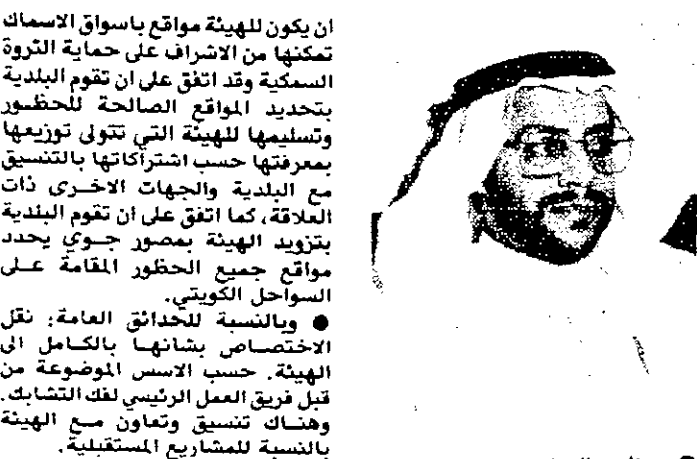 ان يكون للهيئة مواقع باسواق الاسماك
تمكنها من الاشراف على حماية الثروة
السمكية وقد اتفق على ان تقوم البلدية
بتحديد المواقع الصالحة للحظور
وتسليمها للهيئة التي تتولى توزيعها
بمعرفتها حسب اشتراكاتها بالتنسيق
مع البلدية والجهات الاخرى ذات
العلاقة، كما اتفق على ان تقوم البلدية
بتزويد الهيئة بمصور جوي يحدد
مواقع جميع الحظور المقامة على
السواحل الكويتي.
● وبالنسبة للحدائق العامة: نقل
الاختصاص بشانها بالكامل الى
الهيئة. حسب الاسس الموضوعة من
قبل فريق العمل الرئيسي لفك التشابك.
وهناك تنسيق وتعاون مع الهيئة
بالنسبة للمشاريع المستقبلية.